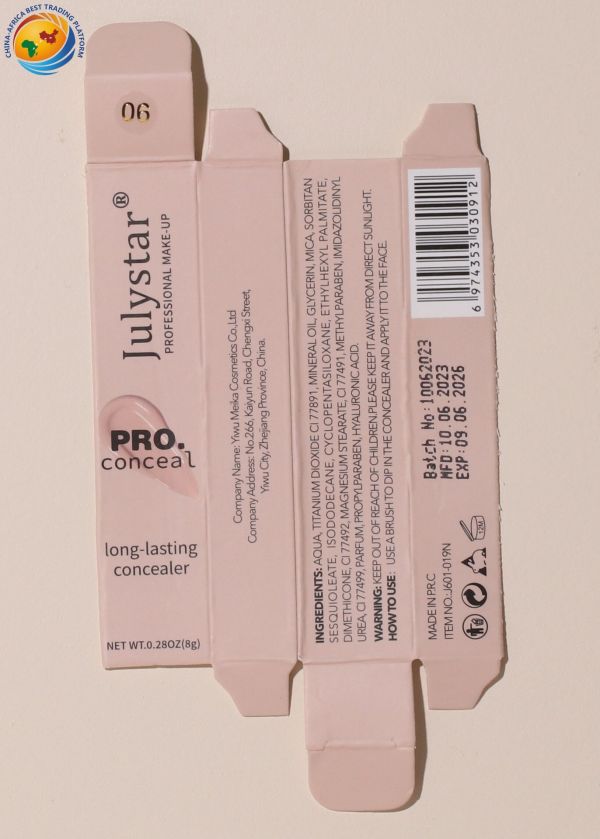 CHINA-AFRICA BEST TRADING PLATFORM
06
Julystar®
PROFESSIONAL MAKE-UP
PRO.
conceal
long-lasting
concealer
NET WT.0.28OZ(8g)
Company Name: Yiwu Meika Cosmetics Co.,Ltd
Company Address: No.266, Kaiyun Road, Chengxi Street,
Yiwu City, Zhejiang Province, China.
INGREDIENTS: AQUA, TITANIUM DIOXIDE CI 77891, MINERAL OIL, GLYCERIN, MICA, SORBITAN
SESQUIOLEATE, ISODODECANE, CYCLOPENTASILOXANE, ETHYLHEXYL PALMITATE,
DIMETHICONE, CI 77492, MAGNESIUM STEARATE, CI 77491, METHYLPARABEN, IMIDAZOLIDINYL
UREA, CI 77499, PARFUM, PROPYLPARABEN, HYALURONIC ACID.
WARNING: KEEP OUT OF REACH OF CHILDREN.PLEASE KEEP IT AWAY FROM DIRECT SUNLIGHT.
HOW TO USE: USE A BRUSH TO DIP IN THE CONCEALER AND APPLY IT TO THE FACE.
6 974353 030912
Batch No:10062023
MFD:10.06.2023
EXP:09.06.2026
12M
MADE IN P.R.C
ITEM NO.:J601-019N